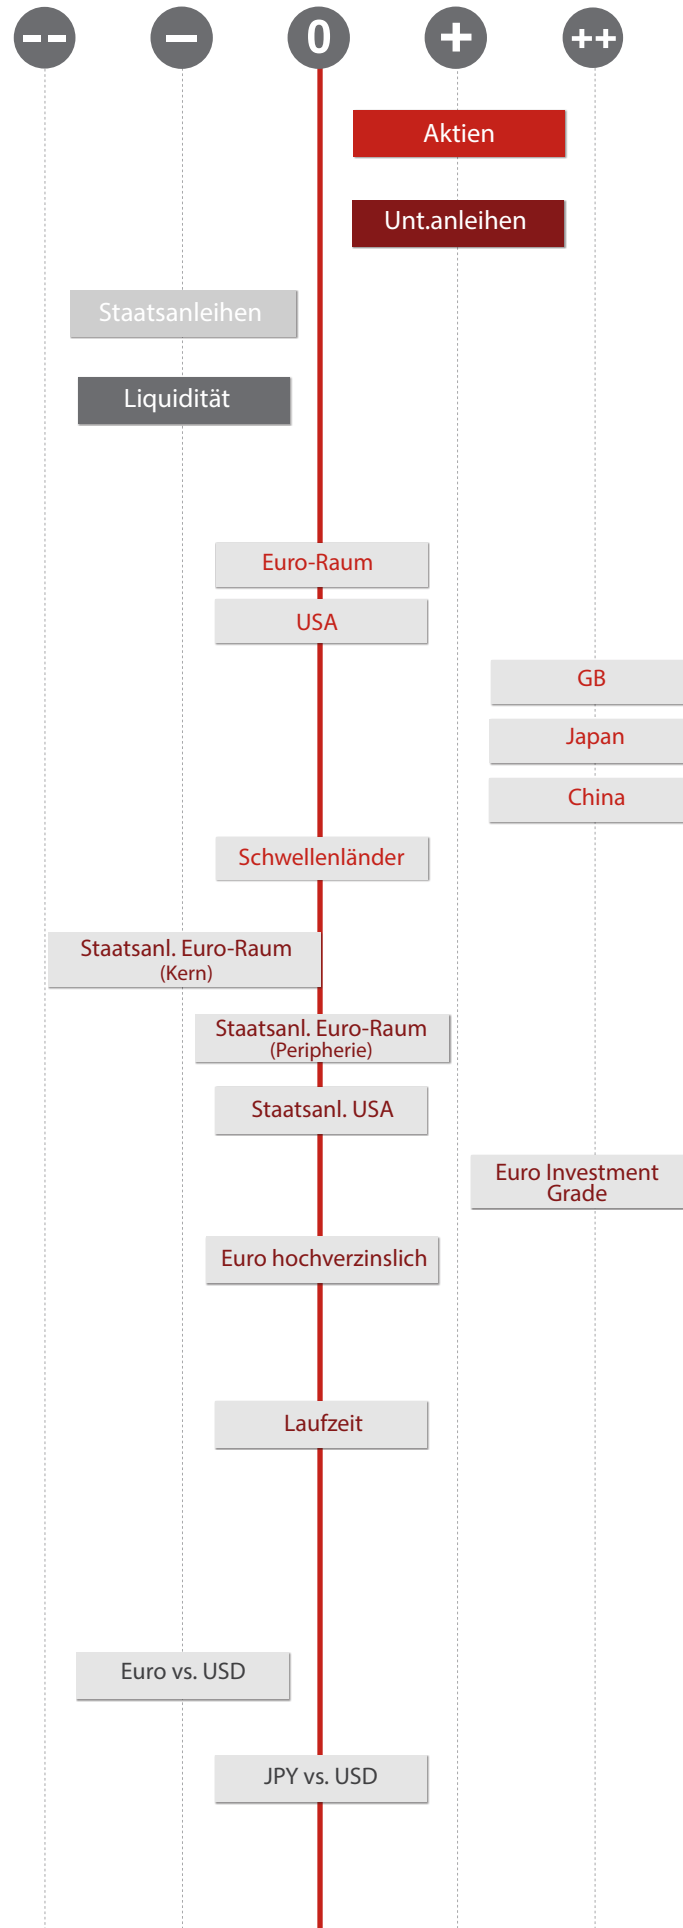 -- – 0 + ++
Aktien
Unt.anleihen
Staatsanleihen
Liquidität
Euro-Raum
USA
GB
Japan
China
Schwellenländer
Staatsanl. Euro-Raum
(Kern)
Staatsanl. Euro-Raum
(Peripherie)
Staatsanl. USA
Euro Investment
Grade
Euro hochverzinslich
Laufzeit
Euro vs. USD
JPY vs. USD